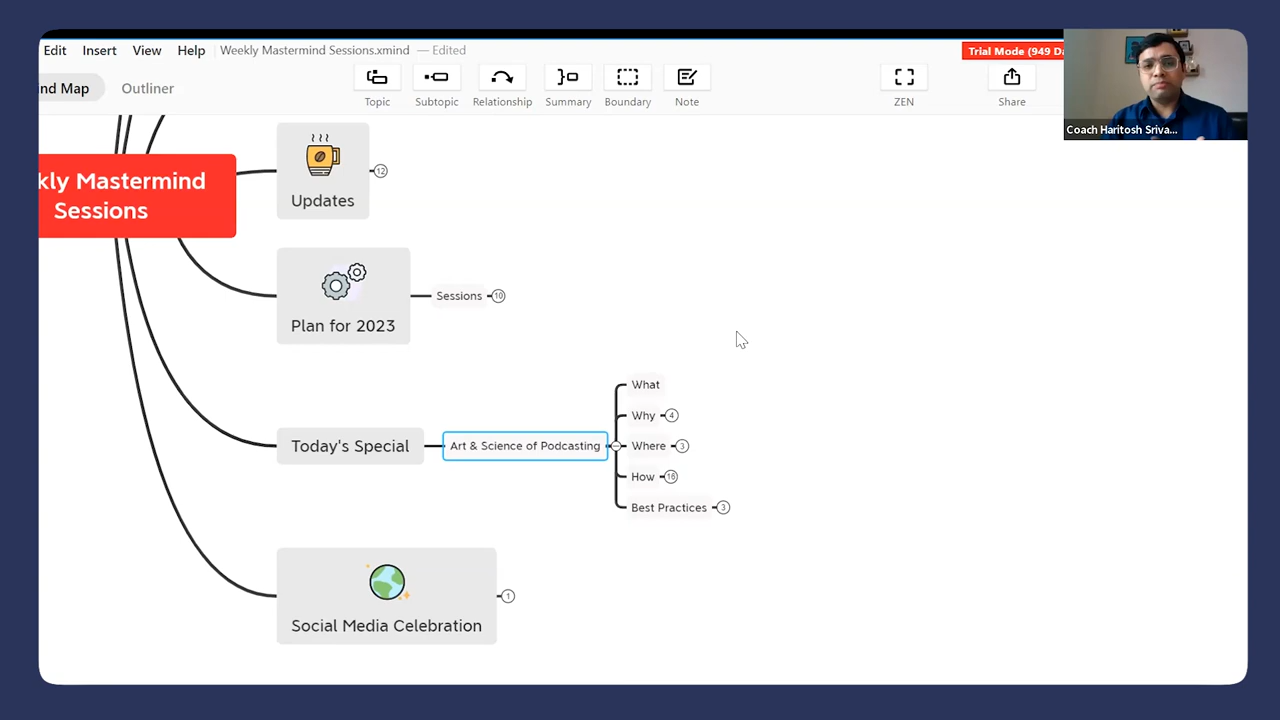 Edit Insert View Help Weekly Mastermind Sessions.xmind — Edited
Trial Mode (949 Da
nd Map Outliner
Topic Subtopic Relationship Summary Boundary Note ZEN Share
Coach Haritosh Sriva...
kly Mastermind
Sessions
Updates
12
Plan for 2023
Sessions 10
Today's Special
Art & Science of Podcasting
What
Why 4
Where 3
How 16
Best Practices 3
Social Media Celebration
1